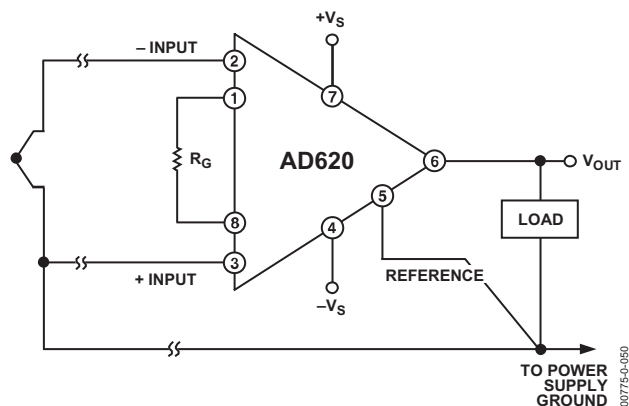 +VS
– INPUT
2
7
1
RG
AD620
6
VOUT
5
8
4
LOAD
3
+ INPUT
REFERENCE
–VS
TO POWER
SUPPLY
GROUND
00775-0-050